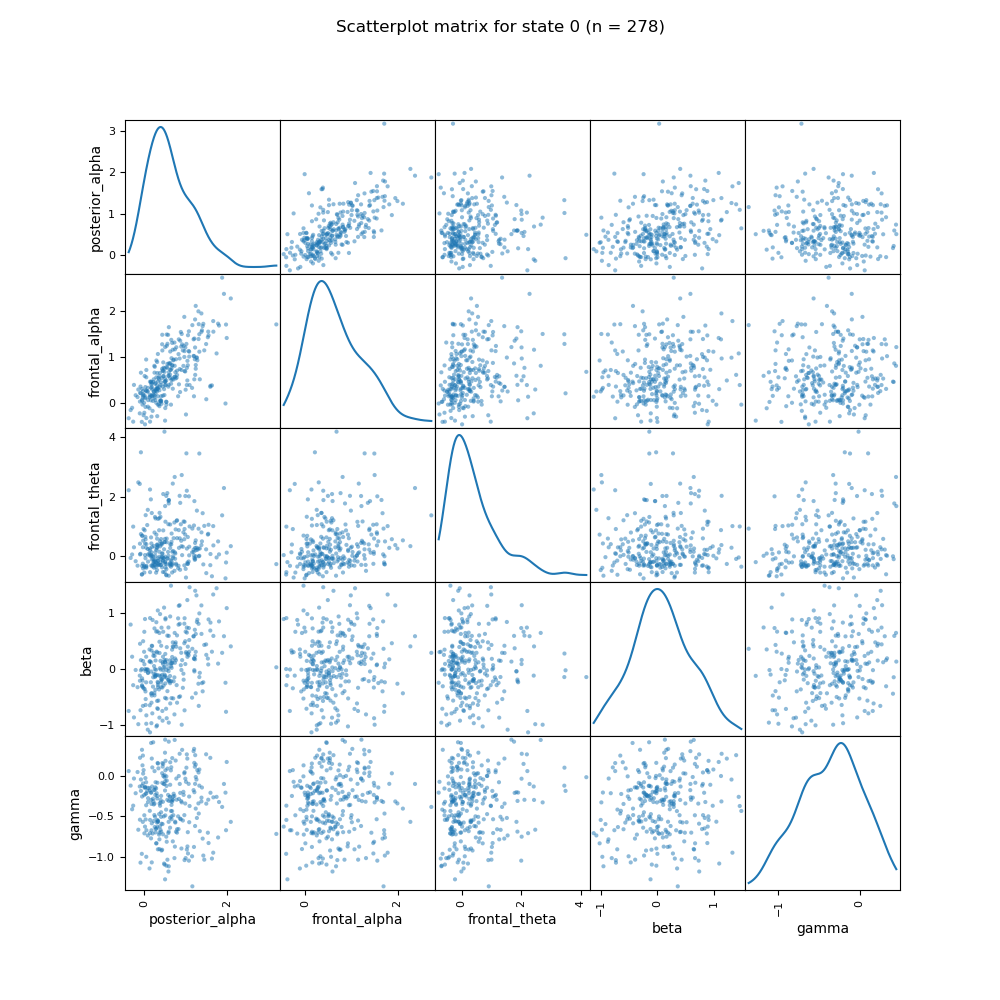 Scatterplot matrix for state 0 (n = 278)
posterior_alpha
3
2
1
0
frontal_alpha
2
1
0
frontal_theta
4
2
0
beta
1
0
−1
gamma
0.0
−0.5
−1.0
0 2
0 2
0 2 4
−1 0 1
−1 0
posterior_alpha frontal_alpha frontal_theta beta gamma